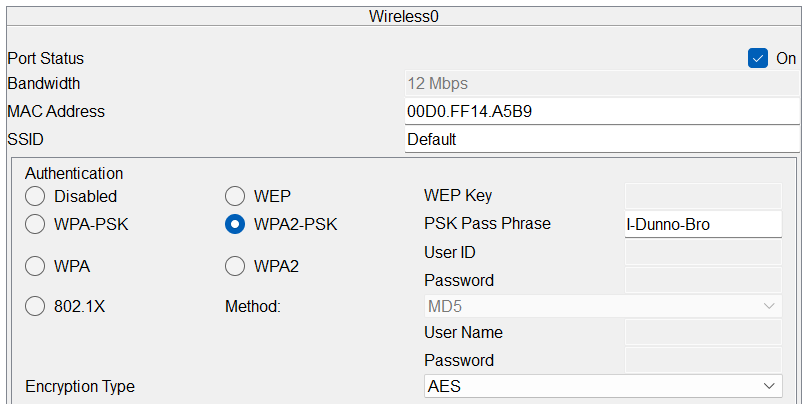 Wireless0
Port Status On
Bandwidth 12 Mbps
MAC Address 00D0.FF14.A5B9
SSID Default
Authentication
Disabled WEP WEP Key
WPA-PSK WPA2-PSK PSK Pass Phrase I-Dunno-Bro
User ID
WPA WPA2
Password
802.1X Method: MD5
User Name
Password
Encryption Type AES